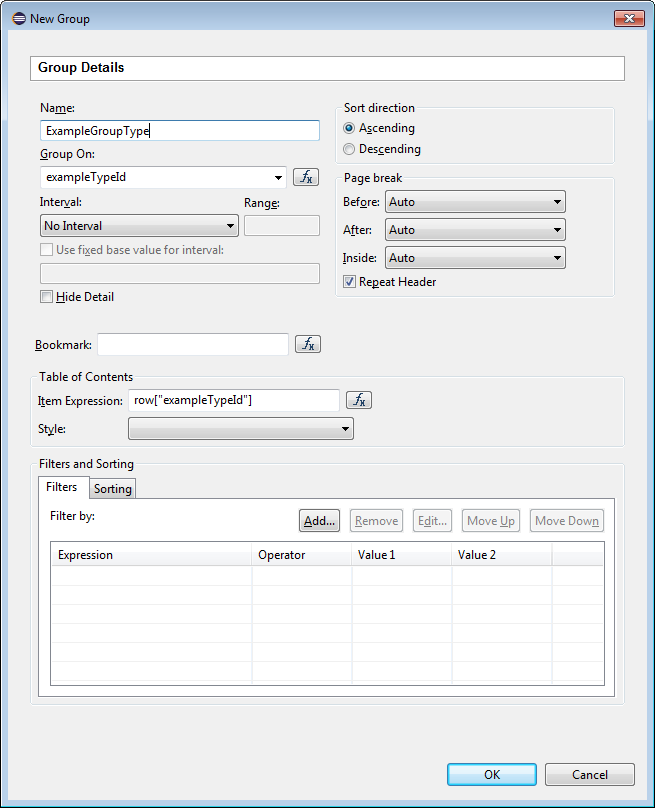 New Group
Group Details
Name:
ExampleGroupType
Group On:
exampleTypeId
fx
Interval:
Range:
No Interval
Use fixed base value for interval:
Hide Detail
Sort direction
Ascending
Descending
Page break
Before: Auto
After: Auto
Inside: Auto
Repeat Header
Bookmark:
fx
Table of Contents
Item Expression: row["exampleTypeId"]
fx
Style:
Filters and Sorting
Filters Sorting
Filter by:
Add... Remove Edit... Move Up Move Down
Expression Operator Value 1 Value 2
OK Cancel